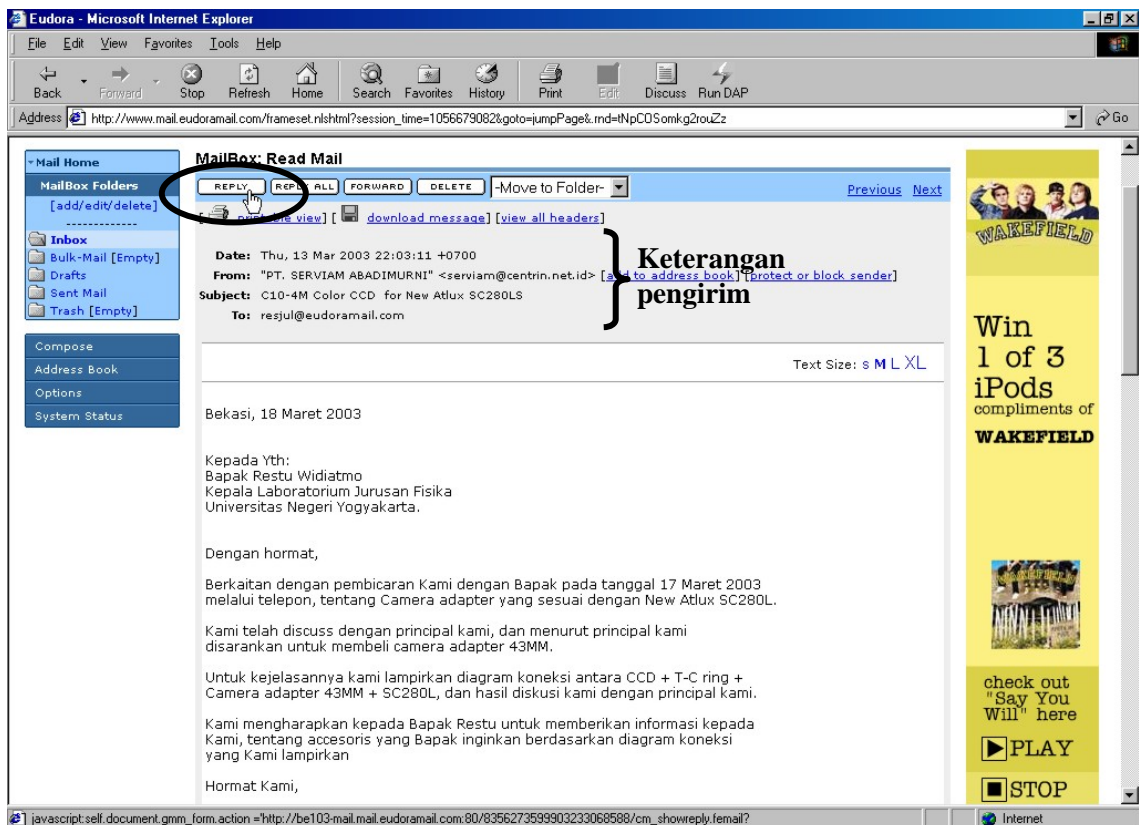 Eudora - Microsoft Internet Explorer
File Edit View Favorites Tools Help
Back Forward Stop Refresh Home Search Favorites History Print Edit Discuss Run DAP
Address http://www.mail.eudoramail.com/frameset.nlshtml?session_time=1056679082&goto=jumpPage&.rnd=tNpCOSomkg2rouZz Go
Mail Home
MailBox Folders
[add/edit/delete]
-------------
Inbox
Bulk-Mail [Empty]
Drafts
Sent Mail
Trash [Empty]
Compose
Address Book
Options
System Status
MailBox: Read Mail
REPLY REPLY ALL FORWARD DELETE -Move to Folder- Previous Next
[ printable view] [ download message] [view all headers]
Date: Thu, 13 Mar 2003 22:03:11 +0700
From: "PT. SERVIAM ABADIMURNI" <serviam@centrin.net.id> [add to address book] [protect or block sender]
Subject: C10-4M Color CCD for New Atlux SC280LS
To: resjul@eudoramail.com
Keterangan
pengirim
Text Size: S M L XL
Bekasi, 18 Maret 2003
Kepada Yth:
Bapak Restu Widiatmo
Kepala Laboratorium Jurusan Fisika
Universitas Negeri Yogyakarta.
Dengan hormat,
Berkaitan dengan pembicaran Kami dengan Bapak pada tanggal 17 Maret 2003
melalui telepon, tentang Camera adapter yang sesuai dengan New Atlux SC280L.
Kami telah discuss dengan principal kami, dan menurut principal kami
disarankan untuk membeli camera adapter 43MM.
Untuk kejelasannya kami lampirkan diagram koneksi antara CCD + T-C ring +
Camera adapter 43MM + SC280L, dan hasil diskusi kami dengan principal kami.
Kami mengharapkan kepada Bapak Restu untuk memberikan informasi kepada
Kami, tentang accesoris yang Bapak inginkan berdasarkan diagram koneksi
yang Kami lampirkan
Hormat Kami,
WAKEFIELD
Win
1 of 3
iPods
compliments of
WAKEFIELD
WAKEFIELD
check out
"Say You
Will" here
PLAY
STOP
javascript:self.document.gmm_form.action ='http://be103-mail.mail.eudoramail.com:80/8356273599903233068588/cm_showreply.femail? Internet